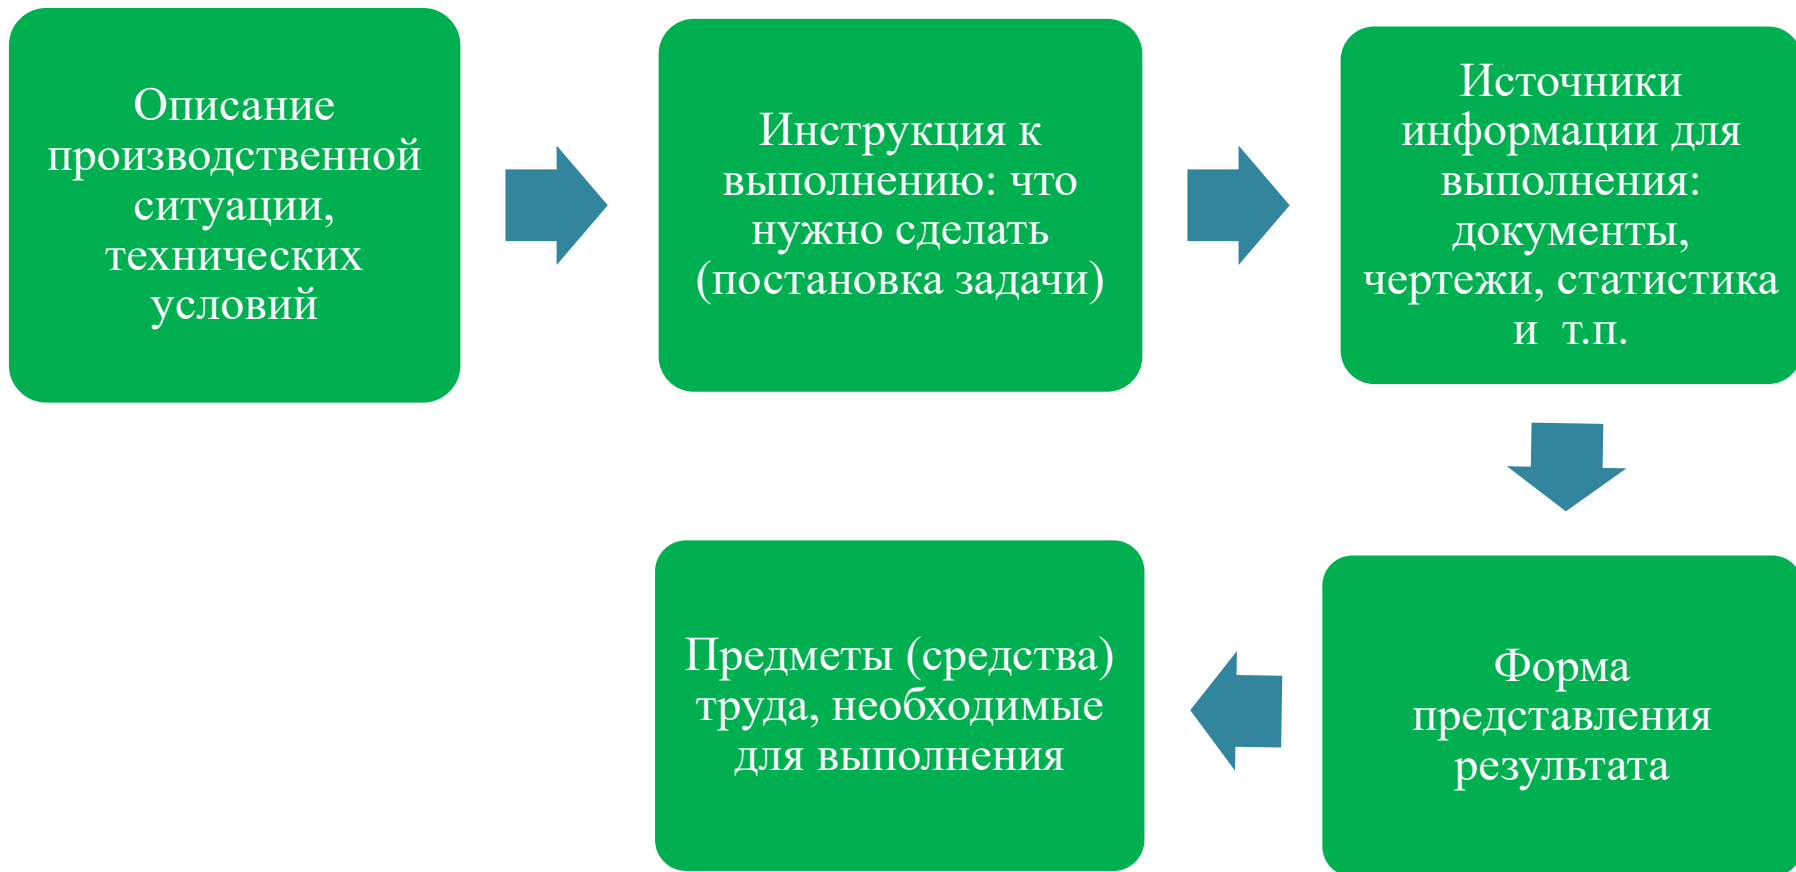 Описание
производственной
ситуации,
технических
условий
Инструкция к
выполнению: что
нужно сделать
(постановка задачи)
Источники
информации для
выполнения:
документы,
чертежи, статистика
и т.п.
Форма
представления
результата
Предметы (средства)
труда, необходимые
для выполнения